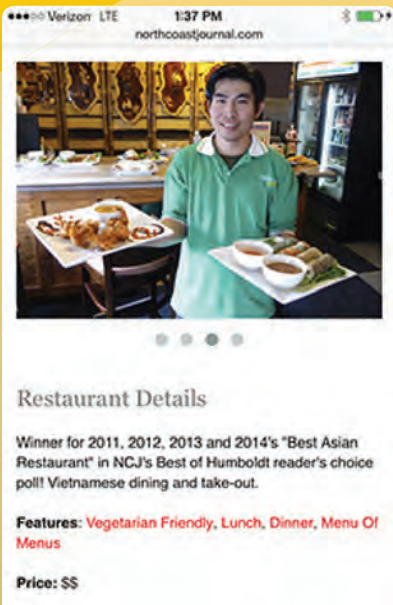 Verizon LTE 1:37 PM
northcoastjournal.com
Restaurant Details
Winner for 2011, 2012, 2013 and 2014's "Best Asian
Restaurant" in NCJ's Best of Humboldt reader's choice
poll! Vietnamese dining and take-out.
Features: Vegetarian Friendly, Lunch, Dinner, Menu Of
Menus
Price: $$